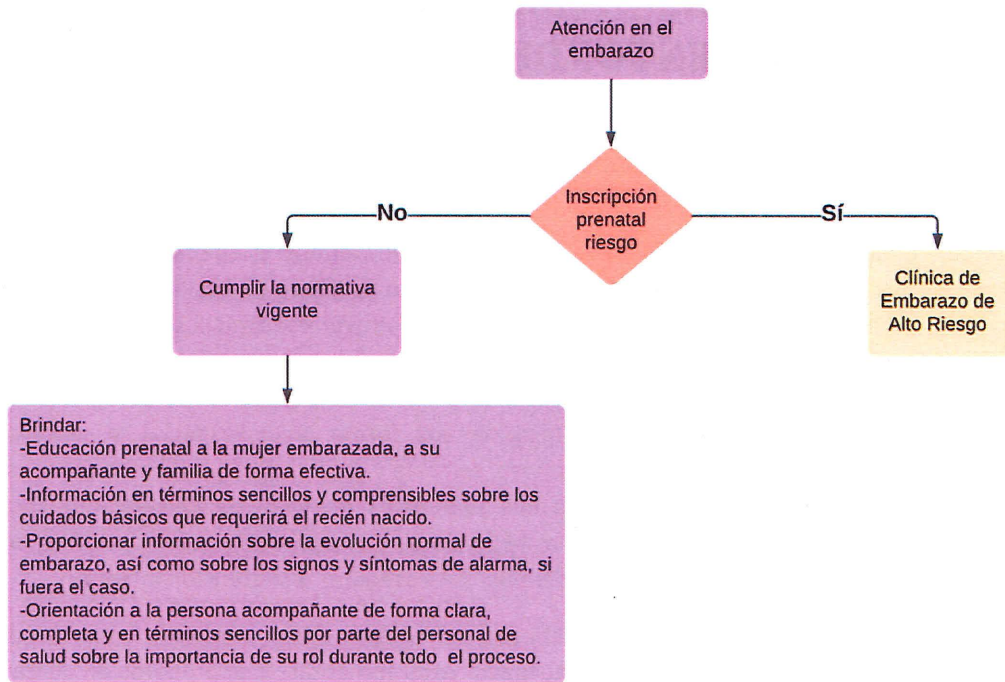 Atención en el
embarazo
Inscripción
prenatal
riesgo
No
Sí
Cumplir la normativa
vigente
Clínica de
Embarazo de
Alto Riesgo
Brindar:
-Educación prenatal a la mujer embarazada, a su
acompañante y familia de forma efectiva.
-Información en términos sencillos y comprensibles sobre los
cuidados básicos que requerirá el recién nacido.
-Proporcionar información sobre la evolución normal de
embarazo, así como sobre los signos y síntomas de alarma, si
fuera el caso.
-Orientación a la persona acompañante de forma clara,
completa y en términos sencillos por parte del personal de
salud sobre la importancia de su rol durante todo el proceso.